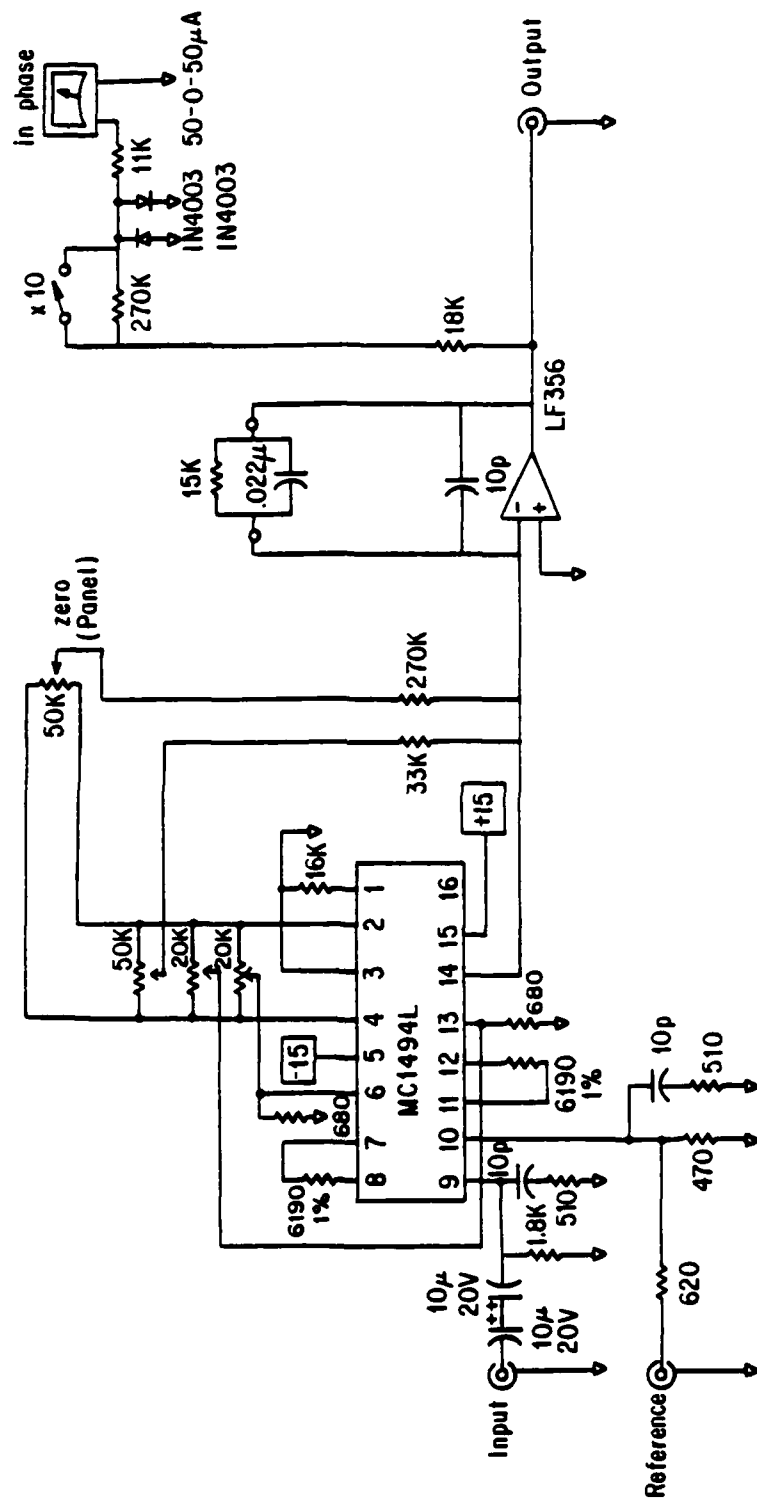 in phase
50-0-50μA
11K
1N4003
1N4003
x10
270K
18K
Output
LF356
15K
.022μ
10p
-
+
zero
(Panel)
50K
270K
33K
50K
20K
20K
16K
+15
-15
680
6190
1%
MC1494L
1
2
3
4
5
6
7
8
9
10
11
12
13
14
15
16
680
6190
1%
10p
510
470
620
10p
510
1.8K
10μ
20V
++
10μ
20V
Input
Reference